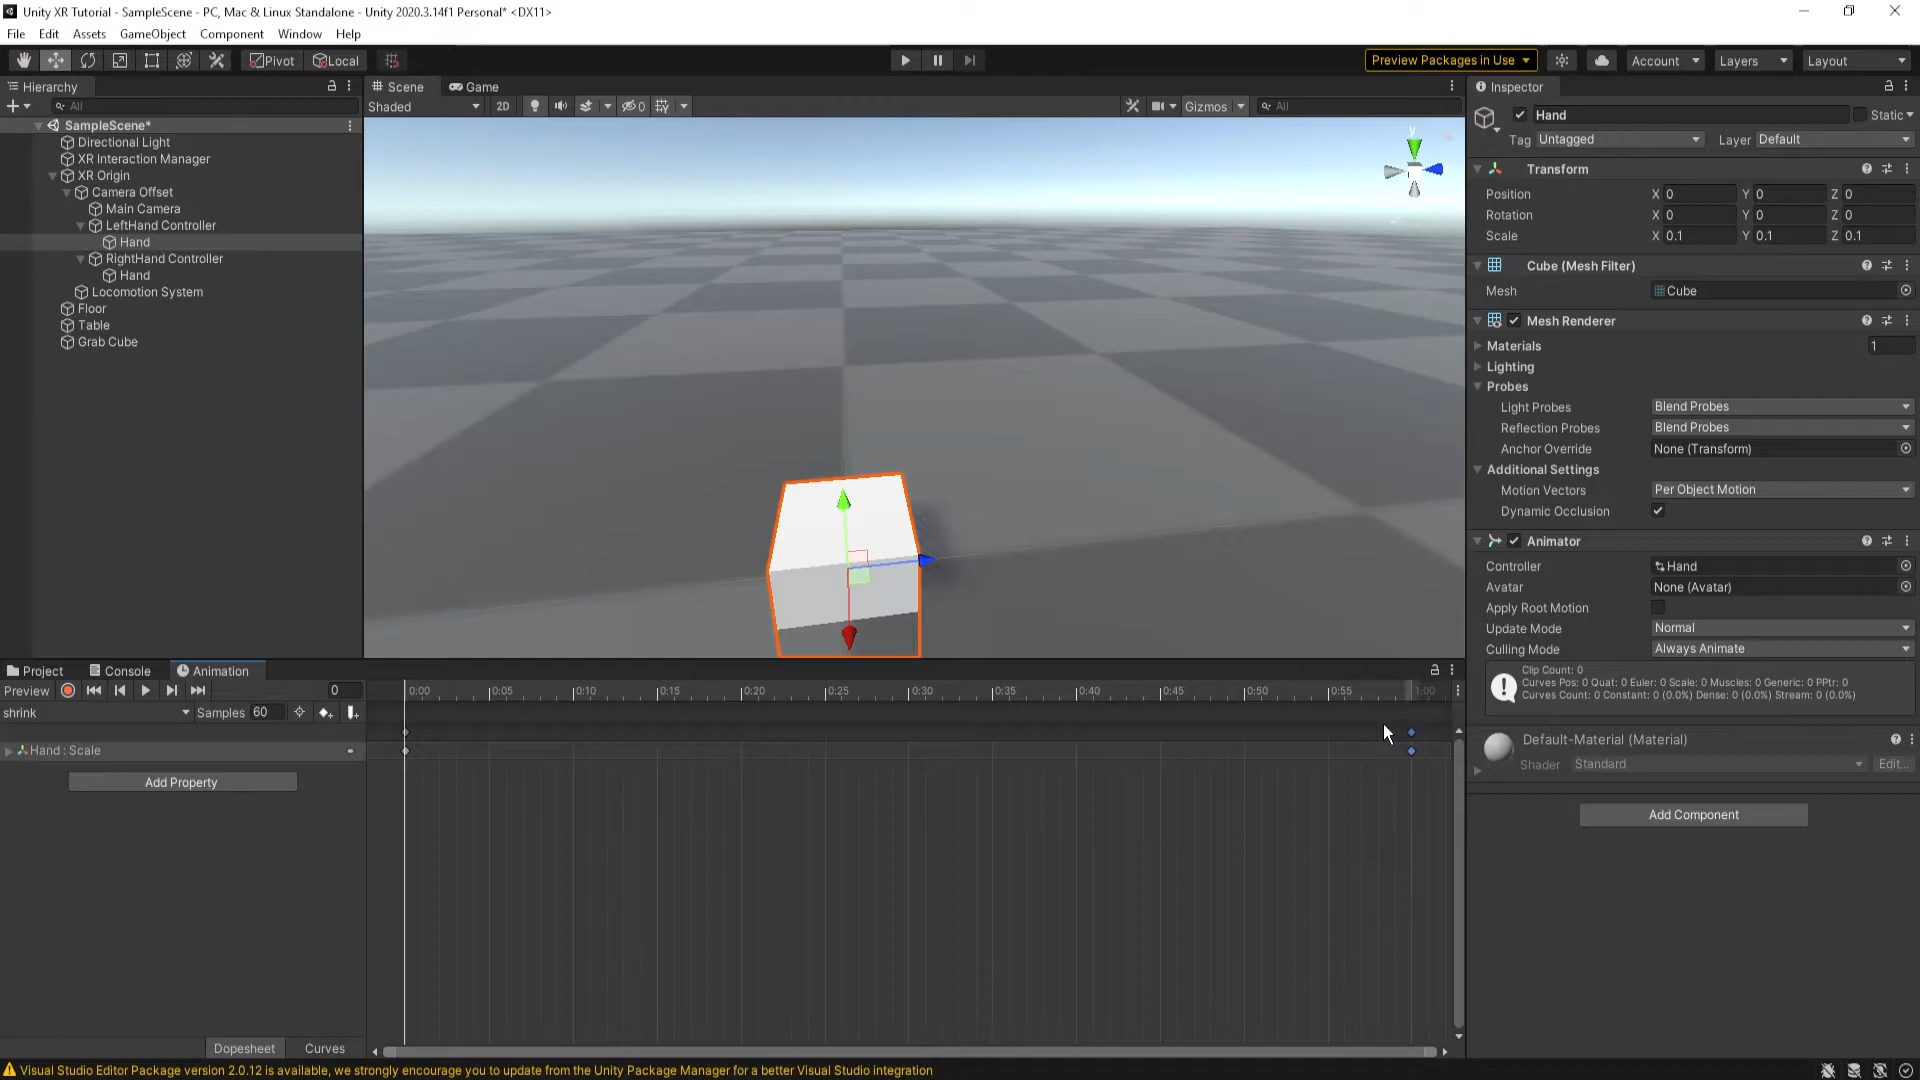 Unity XR Tutorial - SampleScene - PC, Mac & Linux Standalone - Unity 2020.3.14f1 Personal* <DX11>
File Edit Assets GameObject Component Window Help
Pivot Local Preview Packages in Use Account Layers Layout
Hierarchy
All
SampleScene*
Directional Light
XR Interaction Manager
XR Origin
Camera Offset
Main Camera
LeftHand Controller
Hand
RightHand Controller
Hand
Locomotion System
Floor
Table
Grab Cube
Scene Game
Shaded 2D 0 Gizmos All
y
Inspector
Hand Static
Tag Untagged Layer Default
Transform
Position X 0 Y 0 Z 0
Rotation X 0 Y 0 Z 0
Scale X 0.1 Y 0.1 Z 0.1
Cube (Mesh Filter)
Mesh Cube
Mesh Renderer
Materials 1
Lighting
Probes
Light Probes Blend Probes
Reflection Probes Blend Probes
Anchor Override None (Transform)
Additional Settings
Motion Vectors Per Object Motion
Dynamic Occlusion
Animator
Controller Hand
Avatar None (Avatar)
Apply Root Motion
Update Mode Normal
Culling Mode Always Animate
Clip Count: 0
Curves Pos: 0 Quat: 0 Euler: 0 Scale: 0 Muscles: 0 Generic: 0 PPtr: 0
Curves Count: 0 Constant: 0 (0.0%) Dense: 0 (0.0%) Stream: 0 (0.0%)
Default-Material (Material)
Shader Standard Edit...
Add Component
Project Console Animation
Preview 0 0:00 0:05 0:10 0:15 0:20 0:25 0:30 0:35 0:40 0:45 0:50 0:55 1:00
shrink Samples 60
Hand : Scale
Add Property
Dopesheet Curves
Visual Studio Editor Package version 2.0.12 is available, we strongly encourage you to update from the Unity Package Manager for a better Visual Studio integration